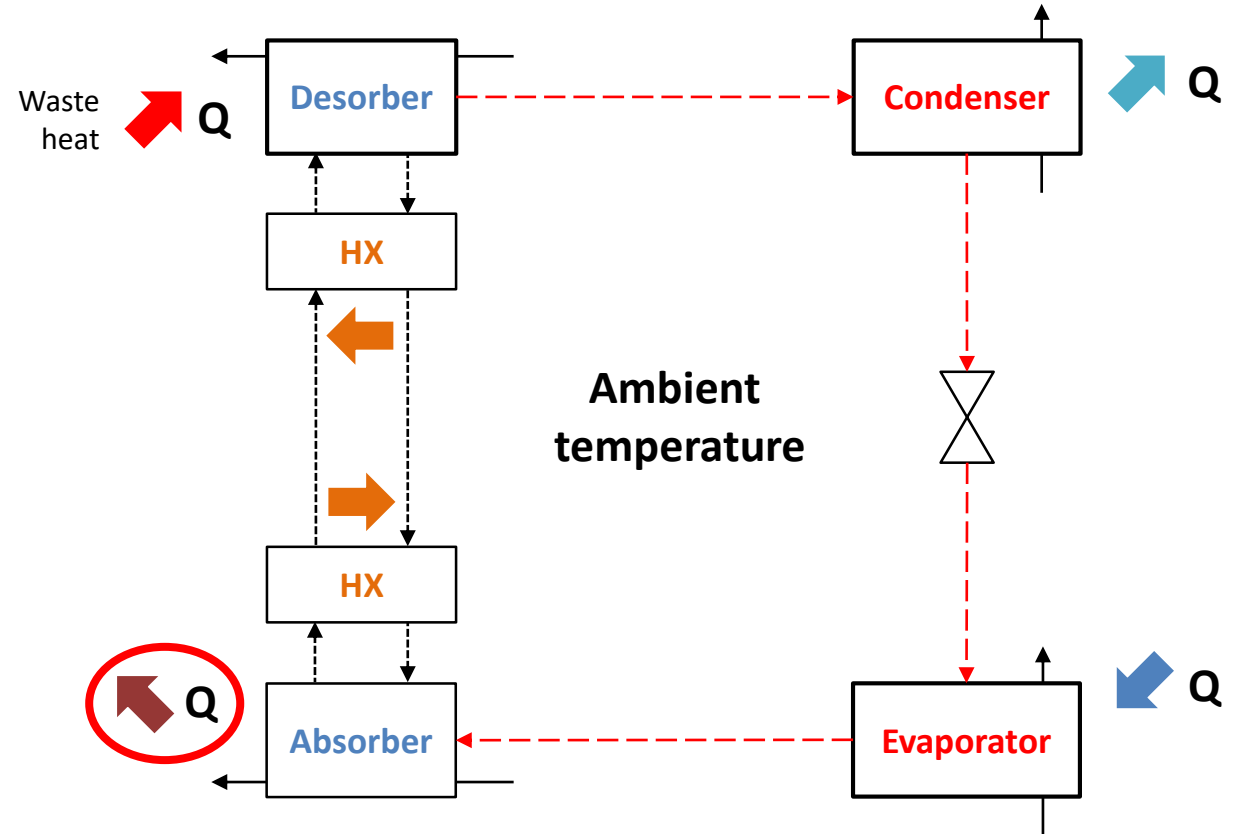 Desorber
Condenser
Waste
heat
Q
Q
HX
Ambient
temperature
HX
Q
Q
Absorber
Evaporator